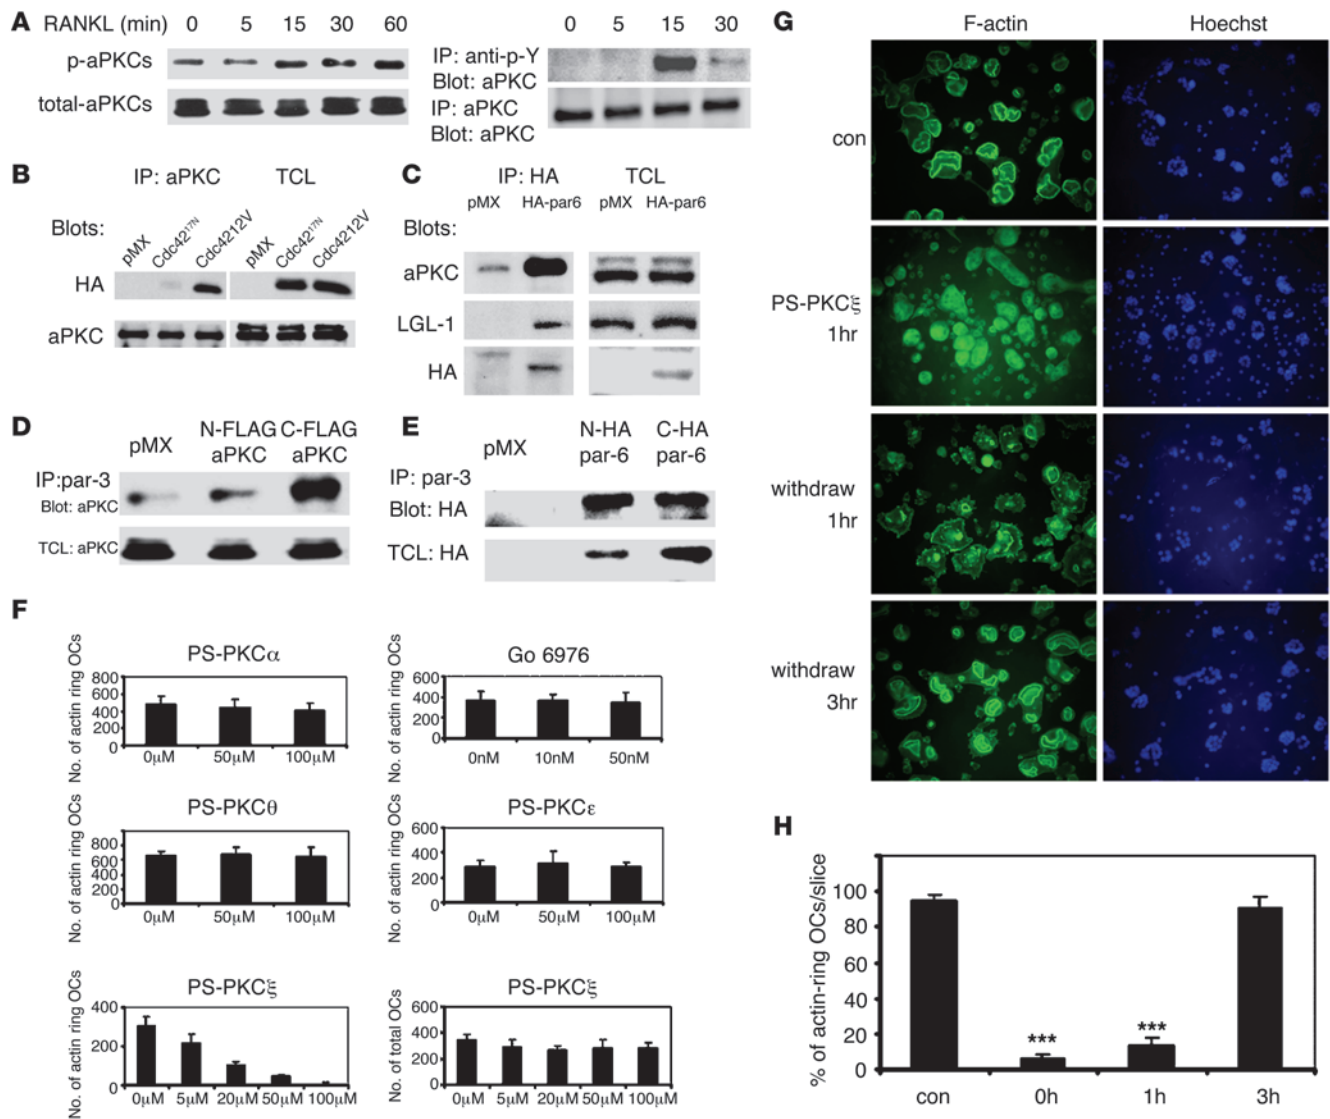 A
RANKL (min) 0 5 15 30 60
p-aPKCs
total-aPKCs
0 5 15 30
IP: anti-p-Y
Blot: aPKC
IP: aPKC
Blot: aPKC
B
IP: aPKC TCL
Blots:
pMX Cdc42¹⁷ᴺ Cdc4212V pMX Cdc42¹⁷ᴺ Cdc4212V
HA
aPKC
C
IP: HA TCL
pMX HA-par6 pMX HA-par6
Blots:
aPKC
LGL-1
HA
D
pMX N-FLAG aPKC C-FLAG aPKC
IP:par-3
Blot: aPKC
TCL: aPKC
E
pMX N-HA par-6 C-HA par-6
IP: par-3
Blot: HA
TCL: HA
F
PS-PKCα
No. of actin ring OCs
800
600
400
200
0
0μM 50μM 100μM
Go 6976
No. of actin ring OCs
600
400
200
0
0nM 10nM 50nM
PS-PKCθ
No. of actin ring OCs
800
600
400
200
0
0μM 50μM 100μM
PS-PKCε
No. of actin ring OCs
600
400
200
0
0μM 50μM 100μM
PS-PKCξ
No. of actin ring OCs
400
200
0
0μM 5μM 20μM 50μM 100μM
PS-PKCξ
No. of total OCs
600
400
200
0
0μM 5μM 20μM 50μM 100μM
G
F-actin Hoechst
con
PS-PKCξ
1hr
withdraw
1hr
withdraw
3hr
H
% of actin-ring OCs/slice
100
80
60
40
20
0
*** ***
con 0h 1h 3h